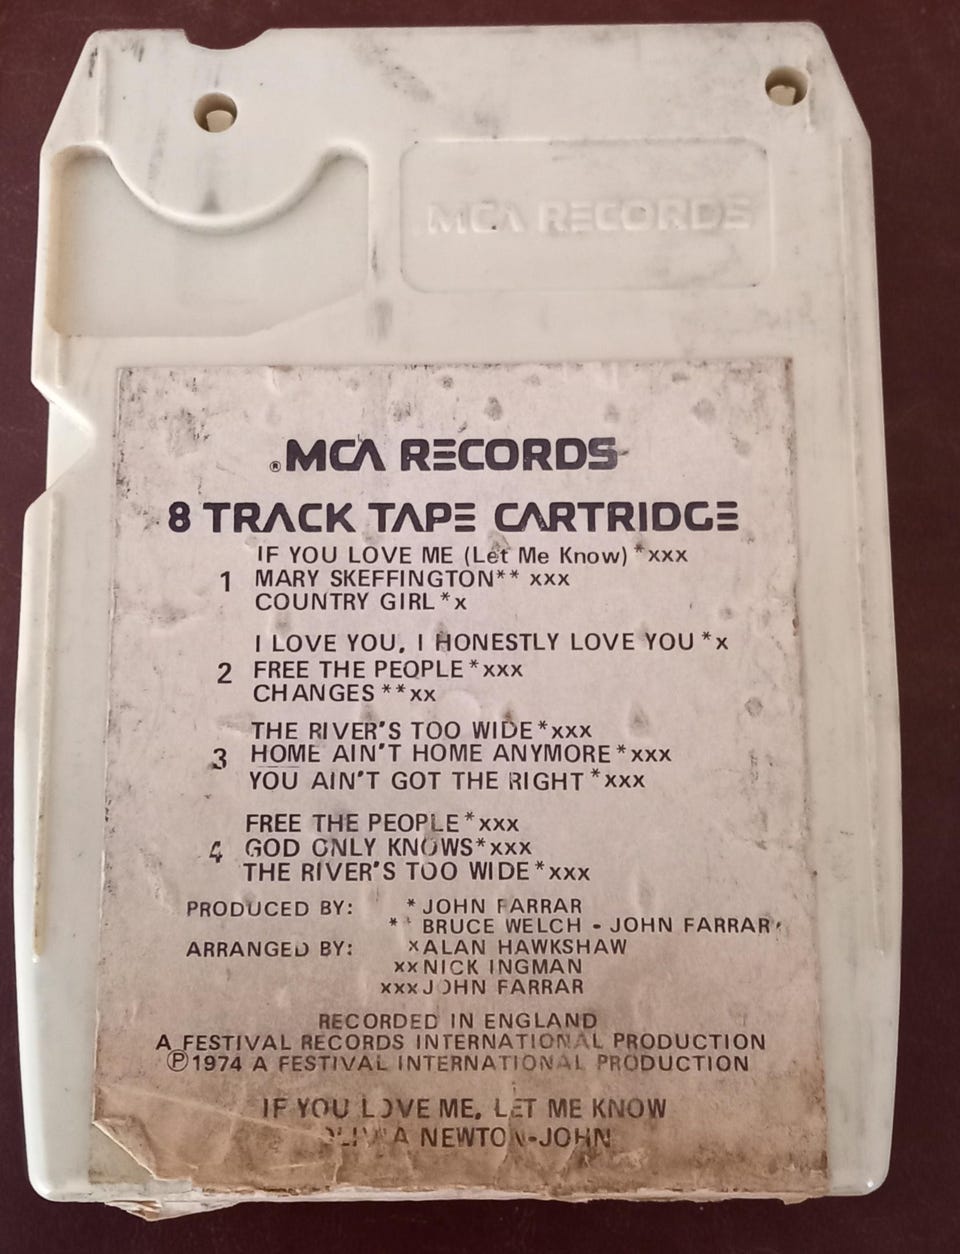 MCA RECORDS
®MCA RECORDS
8 TRACK TAPE CARTRIDGE
IF YOU LOVE ME (Let Me Know) *xxx
1 MARY SKEFFINGTON** xxx
COUNTRY GIRL*x
I LOVE YOU, I HONESTLY LOVE YOU *x
2 FREE THE PEOPLE*xxx
CHANGES **xx
THE RIVER'S TOO WIDE*xxx
3 HOME AIN'T HOME ANYMORE*xxx
YOU AIN'T GOT THE RIGHT *xxx
FREE THE PEOPLE*xxx
4 GOD ONLY KNOWS*xxx
THE RIVER'S TOO WIDE*xxx
PRODUCED BY: * JOHN FARRAR
** BRUCE WELCH - JOHN FARRAR
ARRANGED BY: xALAN HAWKSHAW
xxNICK INGMAN
xxxJOHN FARRAR
RECORDED IN ENGLAND
A FESTIVAL RECORDS INTERNATIONAL PRODUCTION
Ⓟ1974 A FESTIVAL INTERNATIONAL PRODUCTION
IF YOU LOVE ME, LET ME KNOW
OLIVIA NEWTON-JOHN